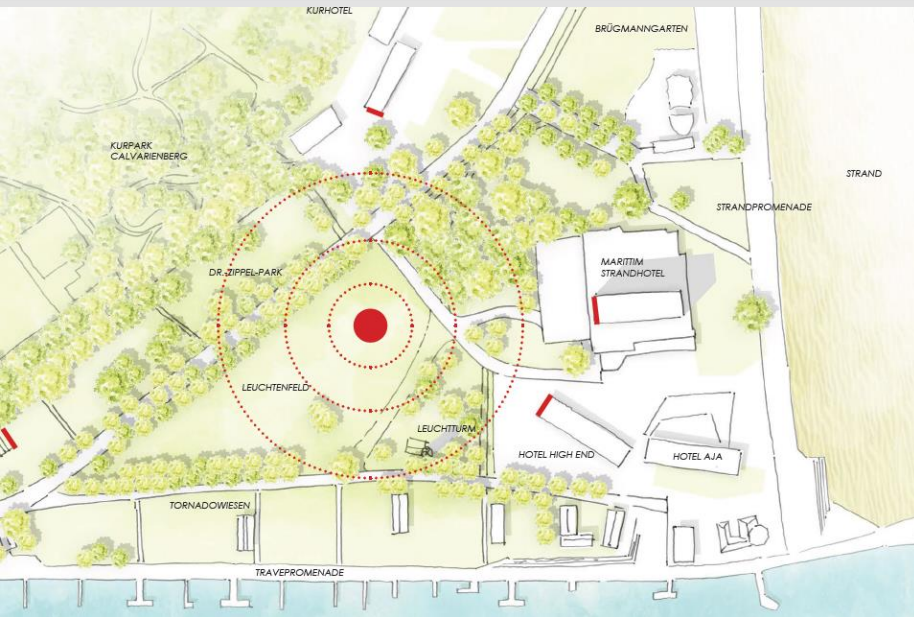 KURHOTEL
BRÜGMANNGARTEN
KURPARK
CALVARIENBERG
STRAND
STRANDPROMENADE
MARITTIM
STRANDHOTEL
DR. ZIPPEL-PARK
LEUCHTENFELD
LEUCHTTURM
HOTEL HIGH END
HOTEL AJA
TORNADOWIESEN
TRAVEPROMENADE